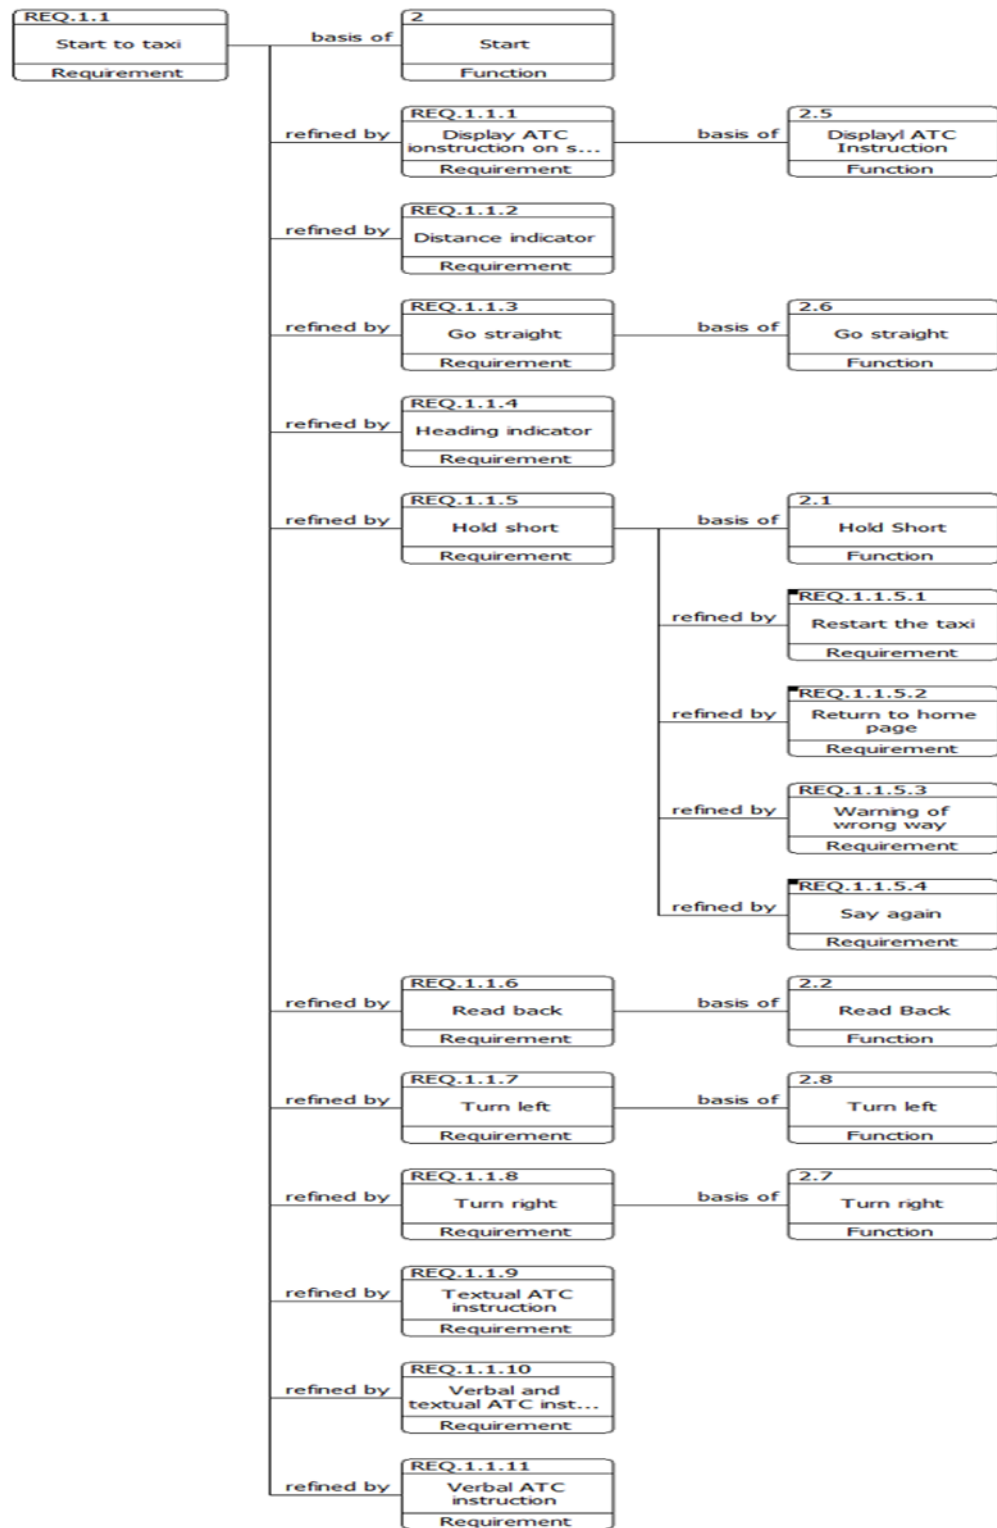 REQ.1.1
Start to taxi
Requirement
basis of
2
Start
Function
refined by
REQ.1.1.1
Display ATC
ionstruction on s...
Requirement
basis of
2.5
Displayl ATC
Instruction
Function
refined by
REQ.1.1.2
Distance indicator
Requirement
refined by
REQ.1.1.3
Go straight
Requirement
basis of
2.6
Go straight
Function
refined by
REQ.1.1.4
Heading indicator
Requirement
refined by
REQ.1.1.5
Hold short
Requirement
basis of
2.1
Hold Short
Function
refined by
REQ.1.1.5.1
Restart the taxi
Requirement
refined by
REQ.1.1.5.2
Return to home
page
Requirement
refined by
REQ.1.1.5.3
Warning of
wrong way
Requirement
refined by
REQ.1.1.5.4
Say again
Requirement
refined by
REQ.1.1.6
Read back
Requirement
basis of
2.2
Read Back
Function
refined by
REQ.1.1.7
Turn left
Requirement
basis of
2.8
Turn left
Function
refined by
REQ.1.1.8
Turn right
Requirement
basis of
2.7
Turn right
Function
refined by
REQ.1.1.9
Textual ATC
instruction
Requirement
refined by
REQ.1.1.10
Verbal and
textual ATC inst...
Requirement
refined by
REQ.1.1.11
Verbal ATC
instruction
Requirement